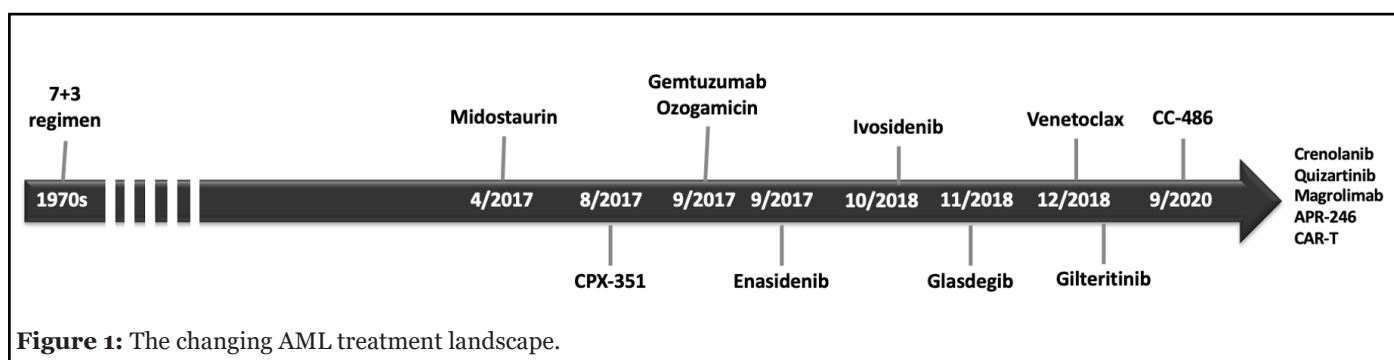 7+3
regimen
Midostaurin
Gemtuzumab
Ozogamicin
Ivosidenib
Venetoclax
CC-486
1970s
4/2017
8/2017
9/2017
9/2017
10/2018
11/2018
12/2018
9/2020
Crenolanib
Quizartinib
Magrolimab
APR-246
CAR-T
CPX-351
Enasidenib
Glasdegib
Gilteritinib
Figure 1: The changing AML treatment landscape.